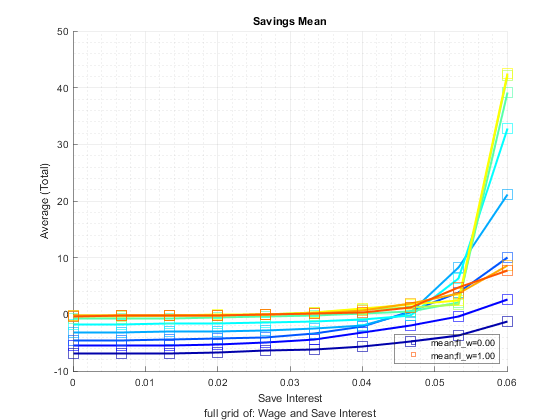 Savings Mean
50
40
30
20
10
0
-10
Average (Total)
mean;fl_w=0.00
mean;fl_w=1.00
0
0.01
0.02
0.03
0.04
0.05
0.06
Save Interest
full grid of: Wage and Save Interest